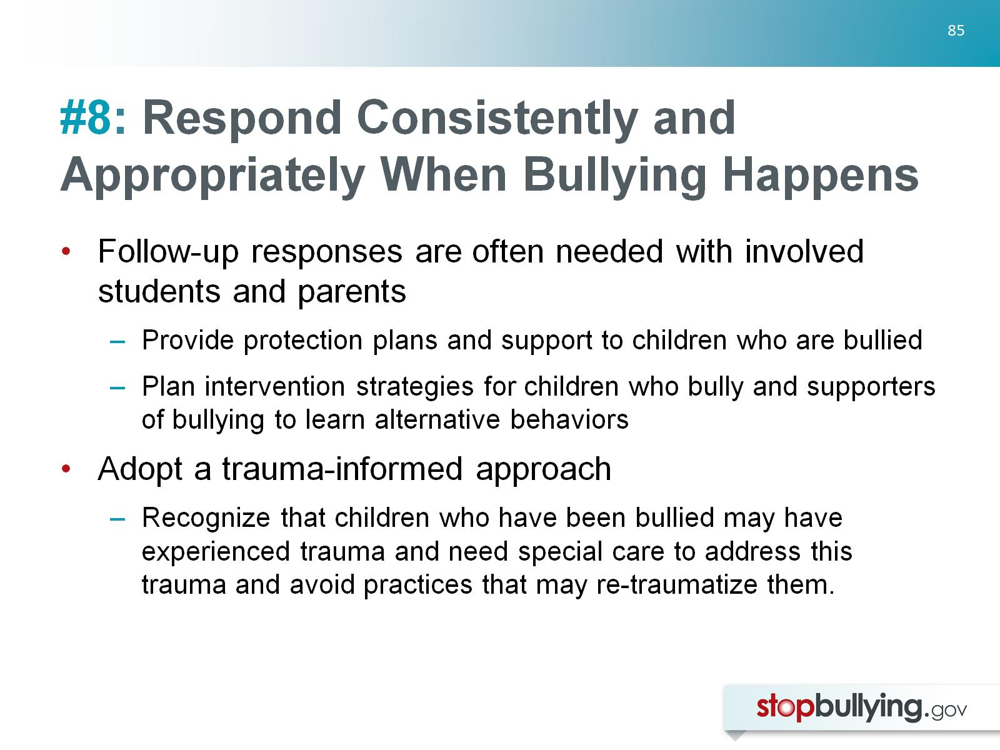 85
#8: Respond Consistently and
Appropriately When Bullying Happens
• Follow-up responses are often needed with involved
students and parents
– Provide protection plans and support to children who are bullied
– Plan intervention strategies for children who bully and supporters
of bullying to learn alternative behaviors
• Adopt a trauma-informed approach
– Recognize that children who have been bullied may have
experienced trauma and need special care to address this
trauma and avoid practices that may re-traumatize them.
stopbullying.gov